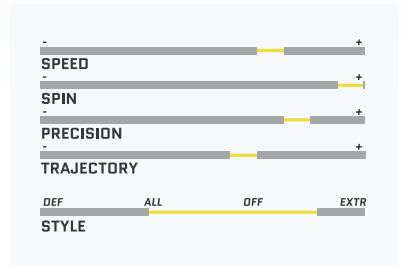 - +
SPEED
- +
SPIN
- +
PRECISION
- +
TRAJECTORY
DEF ALL OFF EXTR
STYLE